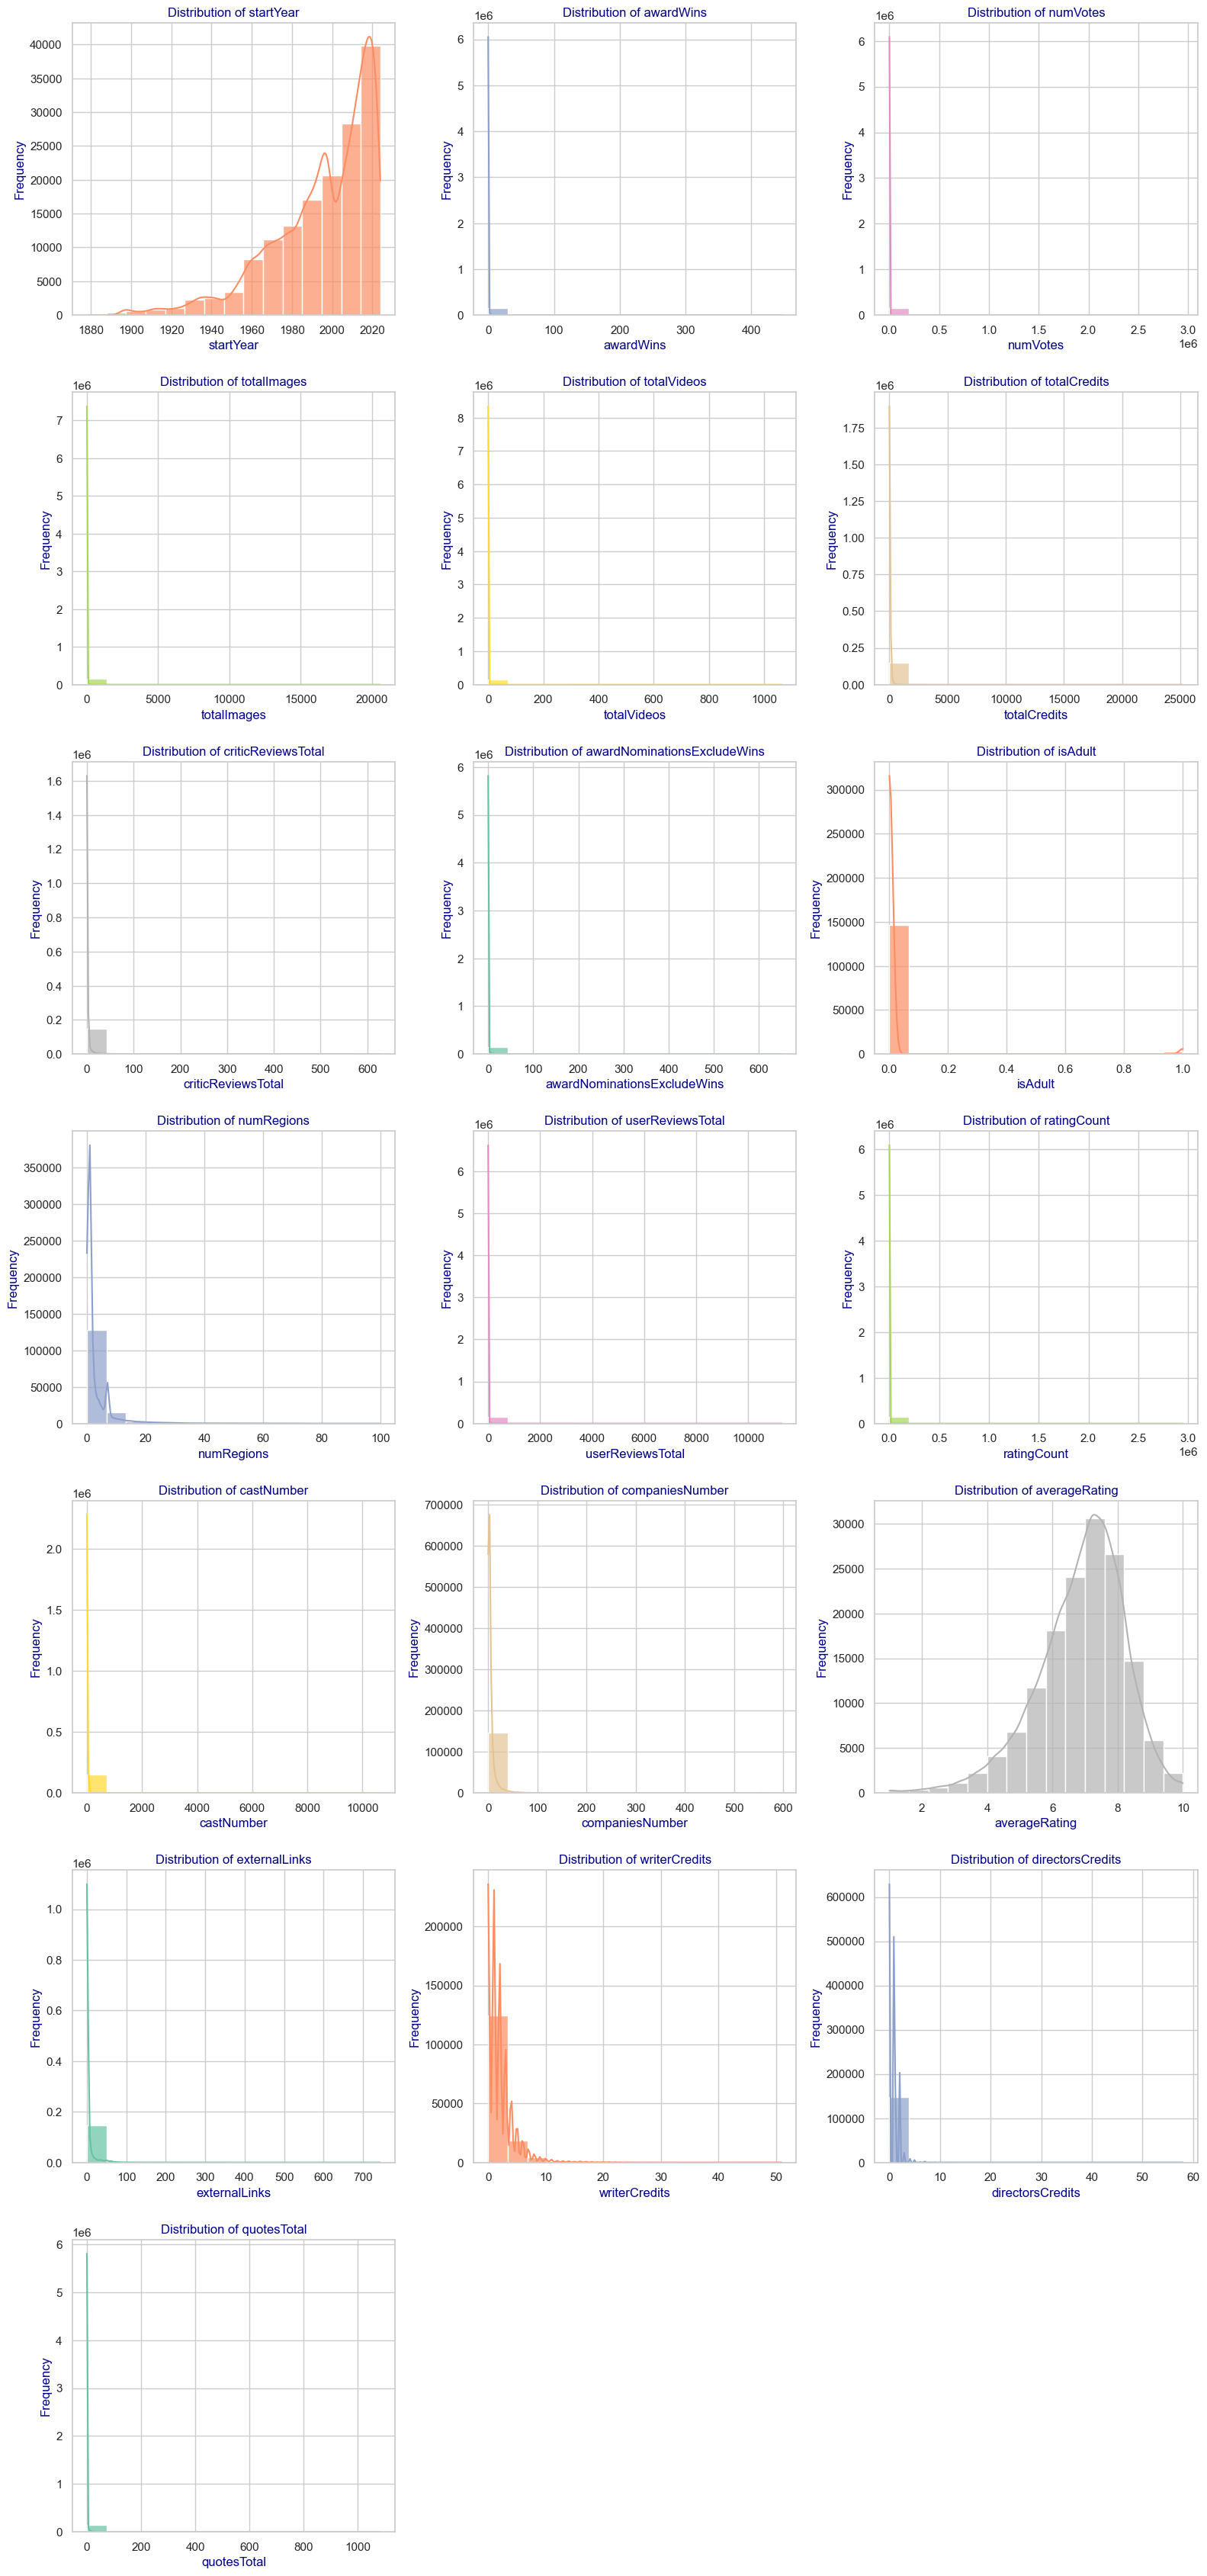 Distribution of startYear
Frequency
40000
35000
30000
25000
20000
15000
10000
5000
0
1880 1900 1920 1940 1960 1980 2000 2020
startYear
Distribution of awardWins
1e6
Frequency
6
5
4
3
2
1
0
0 100 200 300 400
awardWins
Distribution of numVotes
1e6
Frequency
6
5
4
3
2
1
0
0.0 0.5 1.0 1.5 2.0 2.5 3.0
1e6
numVotes
Distribution of totalImages
1e6
Frequency
7
6
5
4
3
2
1
0
0 5000 10000 15000 20000
totalImages
Distribution of totalVideos
1e6
Frequency
8
7
6
5
4
3
2
1
0
0 200 400 600 800 1000
totalVideos
Distribution of totalCredits
1e6
Frequency
1.75
1.50
1.25
1.00
0.75
0.50
0.25
0.00
0 5000 10000 15000 20000 25000
totalCredits
Distribution of criticReviewsTotal
1e6
Frequency
1.6
1.4
1.2
1.0
0.8
0.6
0.4
0.2
0.0
0 100 200 300 400 500 600
criticReviewsTotal
Distribution of awardNominationsExcludeWins
1e6
Frequency
6
5
4
3
2
1
0
0 100 200 300 400 500 600
awardNominationsExcludeWins
Distribution of isAdult
Frequency
300000
250000
200000
150000
100000
50000
0
0.0 0.2 0.4 0.6 0.8 1.0
isAdult
Distribution of numRegions
Frequency
350000
300000
250000
200000
150000
100000
50000
0
0 20 40 60 80 100
numRegions
Distribution of userReviewsTotal
1e6
Frequency
6
5
4
3
2
1
0
0 2000 4000 6000 8000 10000
userReviewsTotal
Distribution of ratingCount
1e6
Frequency
6
5
4
3
2
1
0
0.0 0.5 1.0 1.5 2.0 2.5 3.0
1e6
ratingCount
Distribution of castNumber
1e6
Frequency
2.0
1.5
1.0
0.5
0.0
0 2000 4000 6000 8000 10000
castNumber
Distribution of companiesNumber
Frequency
700000
600000
500000
400000
300000
200000
100000
0
0 100 200 300 400 500 600
companiesNumber
Distribution of averageRating
Frequency
30000
25000
20000
15000
10000
5000
0
2 4 6 8 10
averageRating
Distribution of externalLinks
1e6
Frequency
1.0
0.8
0.6
0.4
0.2
0.0
0 100 200 300 400 500 600 700
externalLinks
Distribution of writerCredits
Frequency
200000
150000
100000
50000
0
0 10 20 30 40 50
writerCredits
Distribution of directorsCredits
Frequency
600000
500000
400000
300000
200000
100000
0
0 10 20 30 40 50 60
directorsCredits
Distribution of quotesTotal
1e6
Frequency
6
5
4
3
2
1
0
0 200 400 600 800 1000
quotesTotal